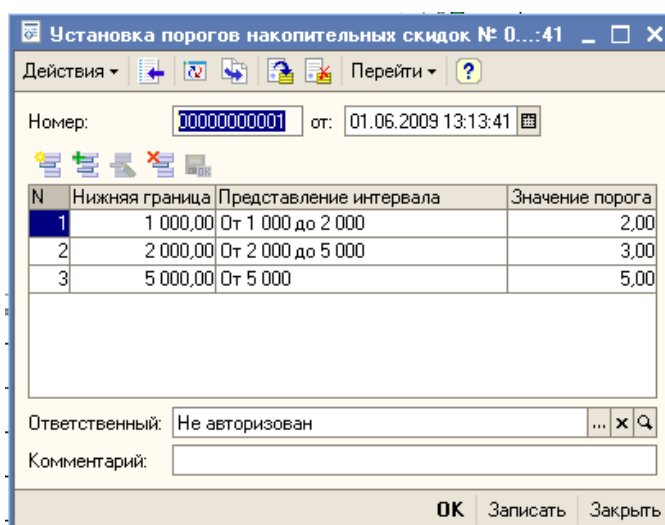 Установка порогов накопительных скидок № 0...:41
Действия Перейти ?
Номер: 00000000001 от: 01.06.2009 13:13:41
N Нижняя граница Представление интервала Значение порога
1 1 000,00 От 1 000 до 2 000 2,00
2 2 000,00 От 2 000 до 5 000 3,00
3 5 000,00 От 5 000 5,00
Ответственный: Не авторизован ... x
Комментарий:
OK Записать Закрыть